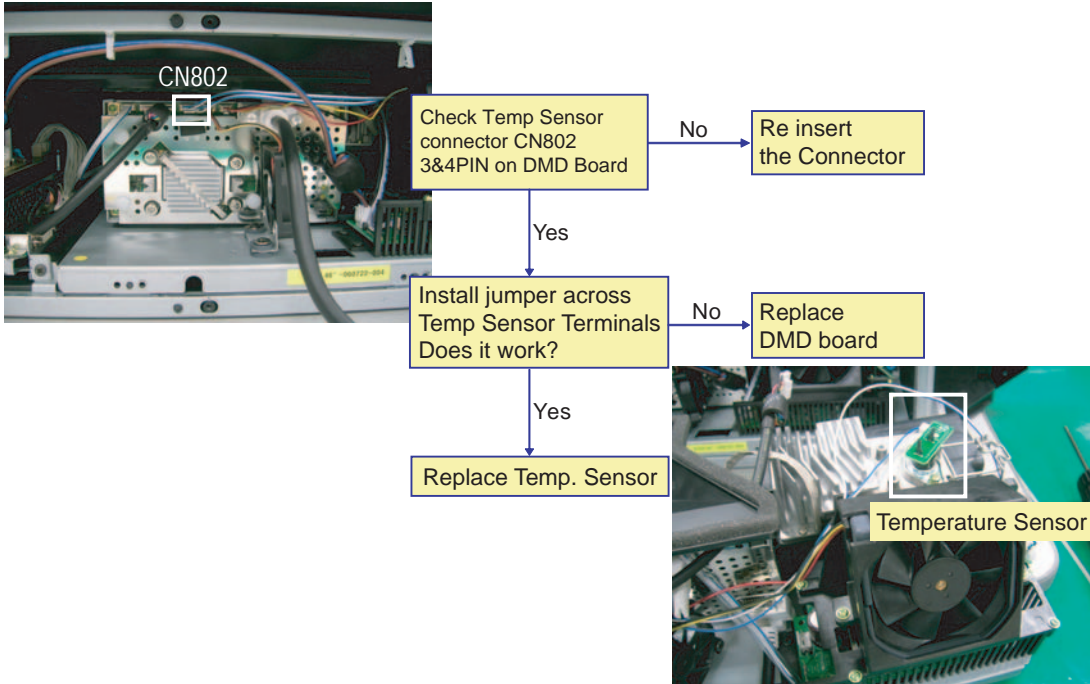 CN802
Check Temp Sensor
connector CN802
3&4PIN on DMD Board
No
Re insert
the Connector
Yes
Install jumper across
Temp Sensor Terminals
Does it work?
No
Replace
DMD board
Yes
Replace Temp. Sensor
Temperature Sensor